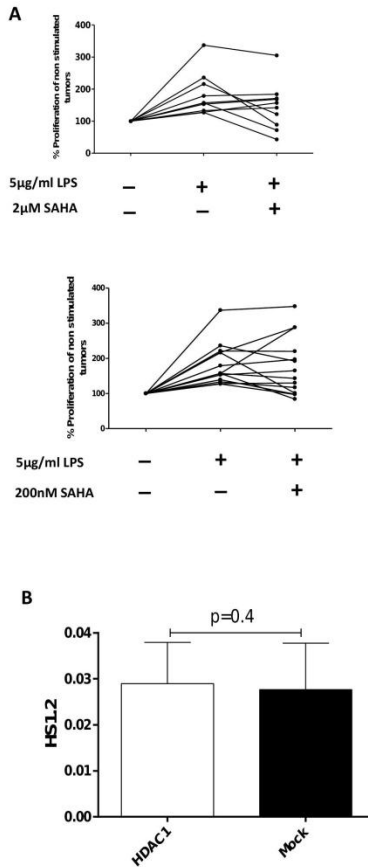 A
% Proliferation of non stimulated
tumors
400
300
200
100
0
5µg/ml LPS − + +
2µM SAHA − − +
% Proliferation of non stimulated
tumors
400
300
200
100
0
5µg/ml LPS − + +
200nM SAHA − − +
B
p=0.4
HS1.2
0.04
0.03
0.02
0.01
0.00
HDAC1
Mock